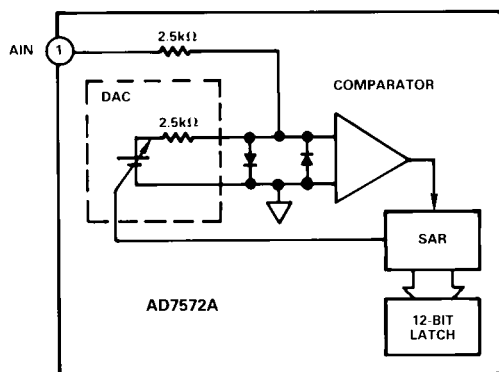 AIN
1
2.5kΩ
DAC
2.5kΩ
COMPARATOR
SAR
12-BIT
LATCH
AD7572A